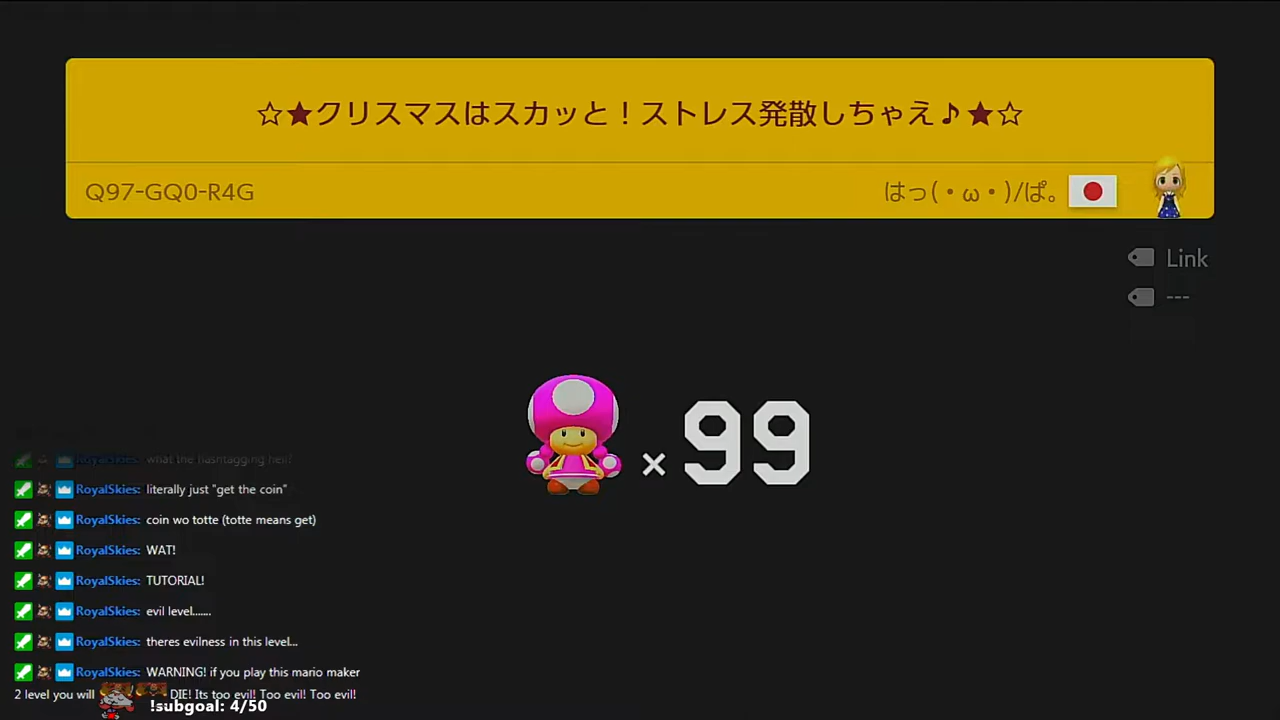 ☆★クリスマスはスカッと！ストレス発散しちゃえ♪★☆
Q97-GQ0-R4G
はっ(・ω・)/ぱ。
Link
---
× 99
RoyalSkies: what the hashtagging hell?
RoyalSkies: literally just "get the coin"
RoyalSkies: coin wo totte (totte means get)
RoyalSkies: WAT!
RoyalSkies: TUTORIAL!
RoyalSkies: evil level.......
RoyalSkies: theres evilness in this level...
RoyalSkies: WARNING! if you play this mario maker
2 level you will DIE! Its too evil! Too evil! Too evil!
!subgoal: 4/50